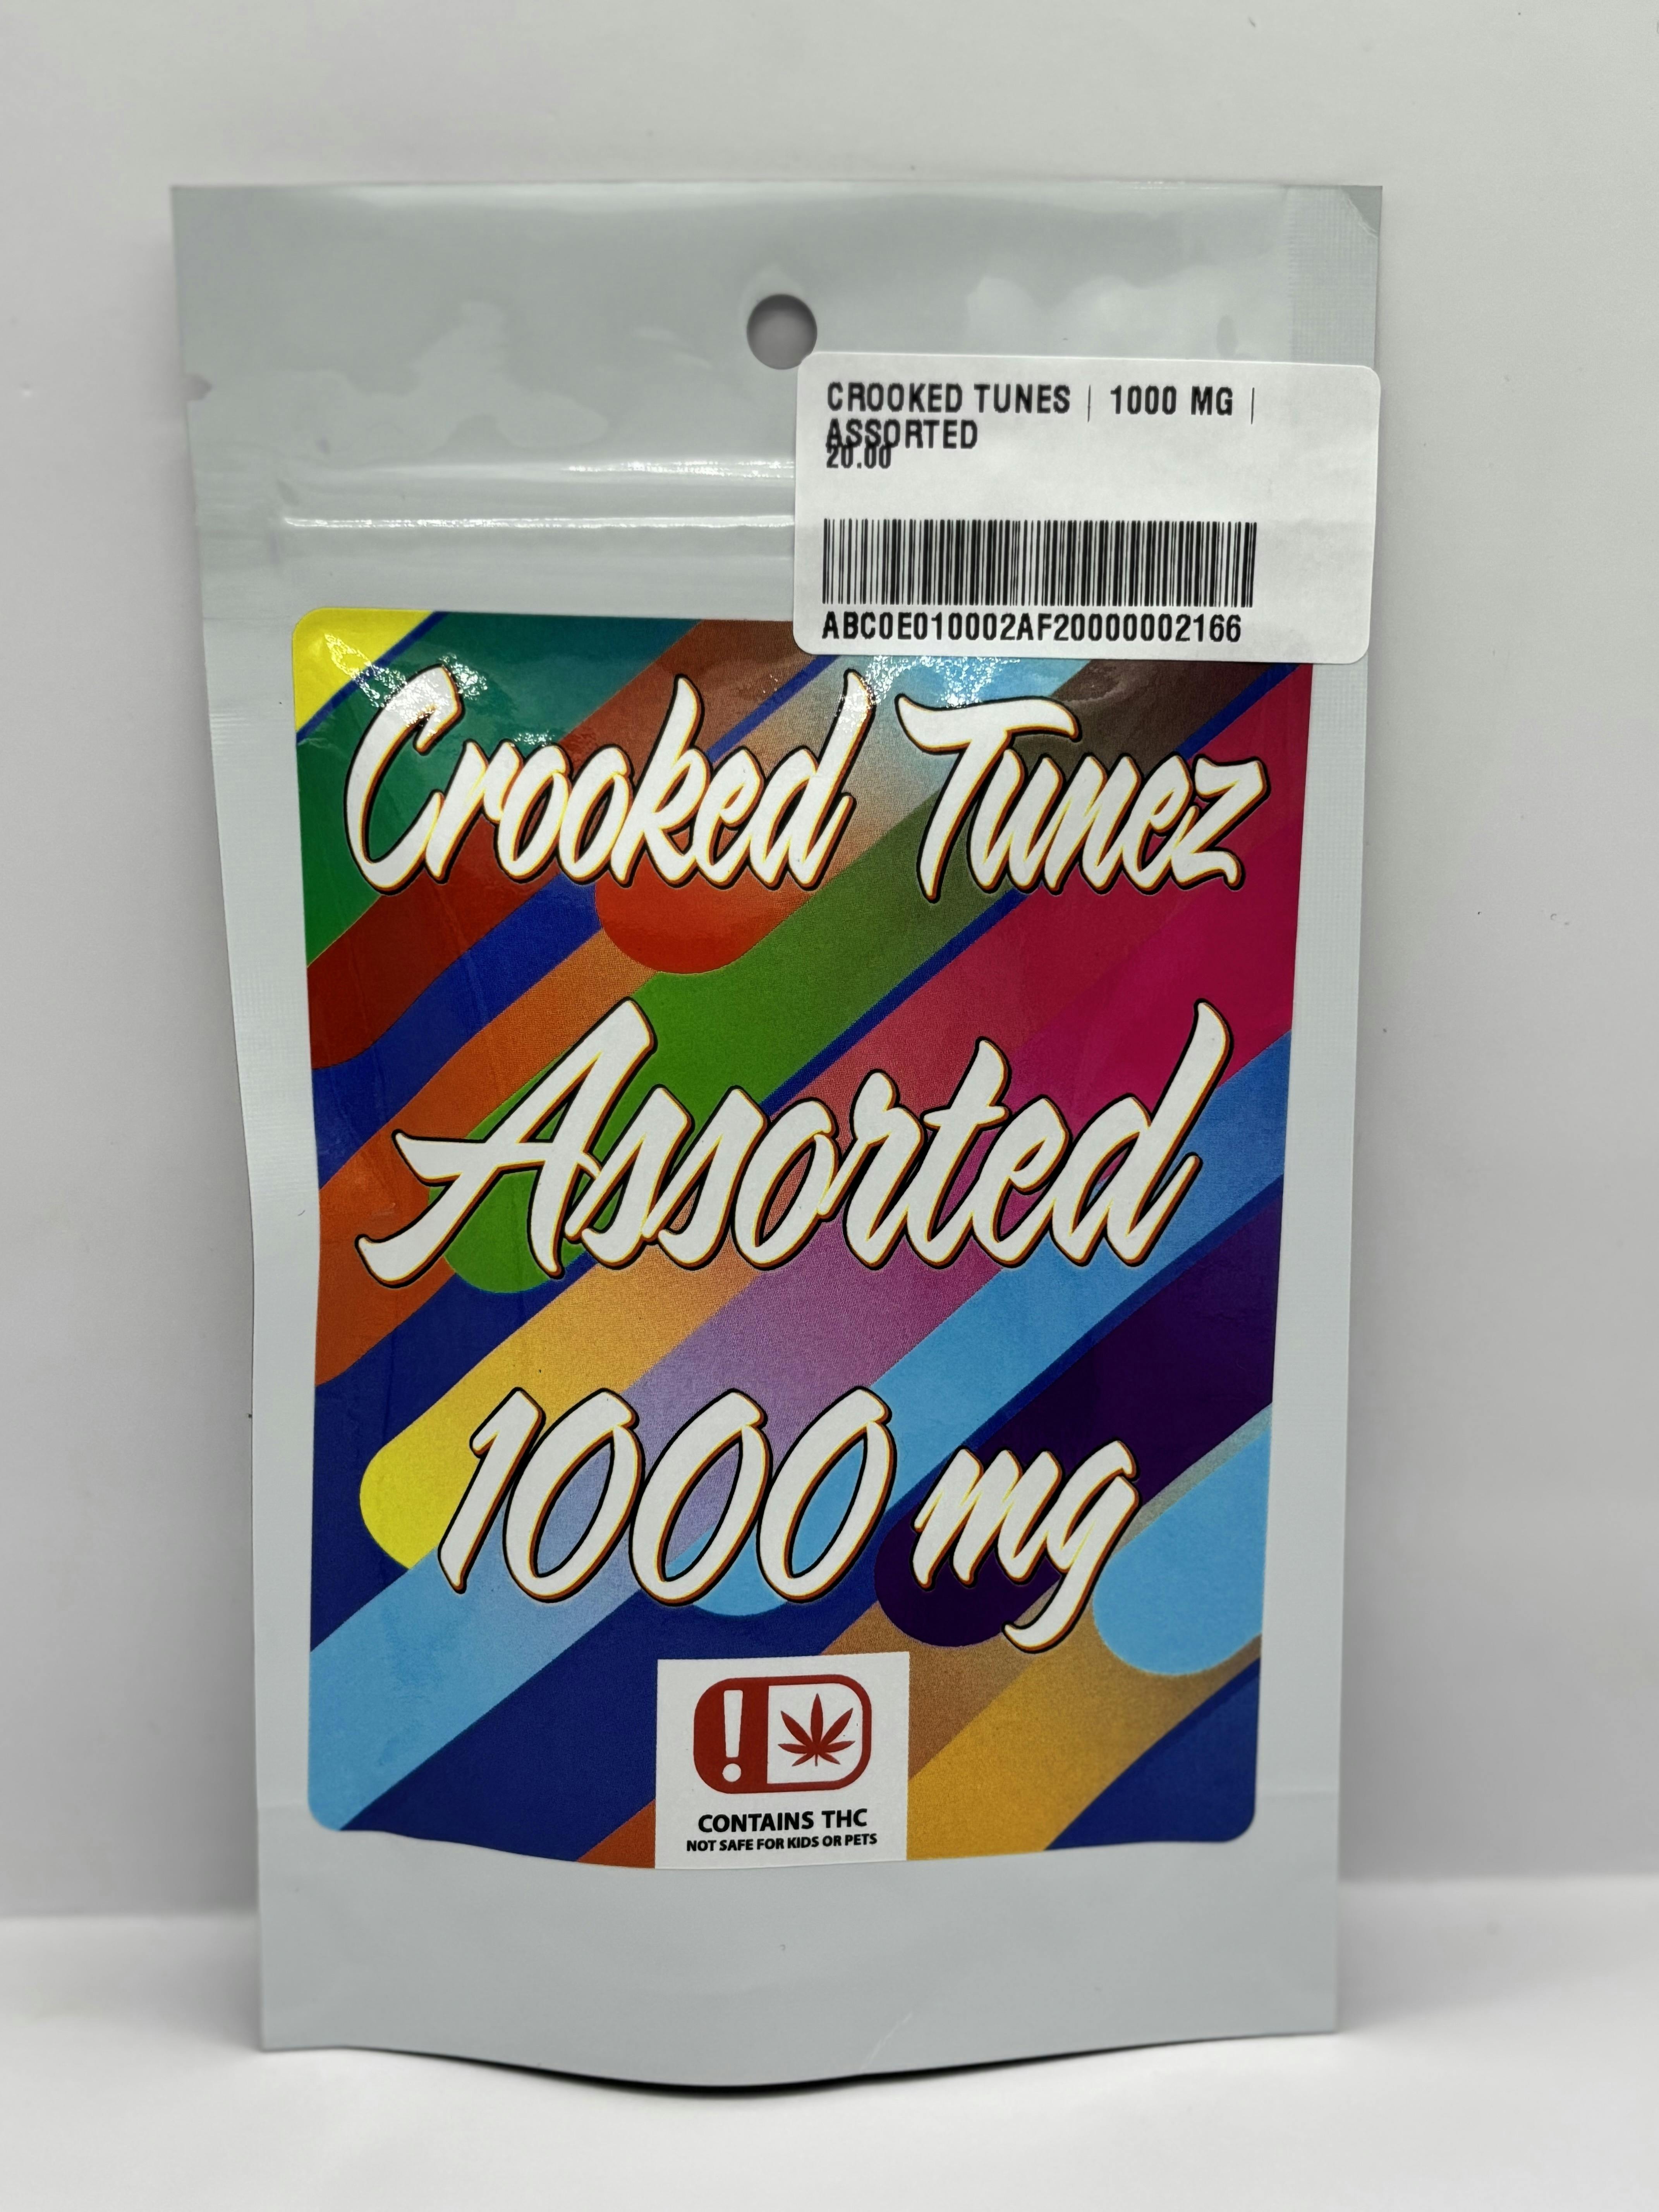 CROOKED TUNES | 1000 MG |
ASSORTED
20.00
ABC0E010002AF20000002166
Crooked Tunez
Assorted
1000 mg
!
CONTAINS THC
NOT SAFE FOR KIDS OR PETS